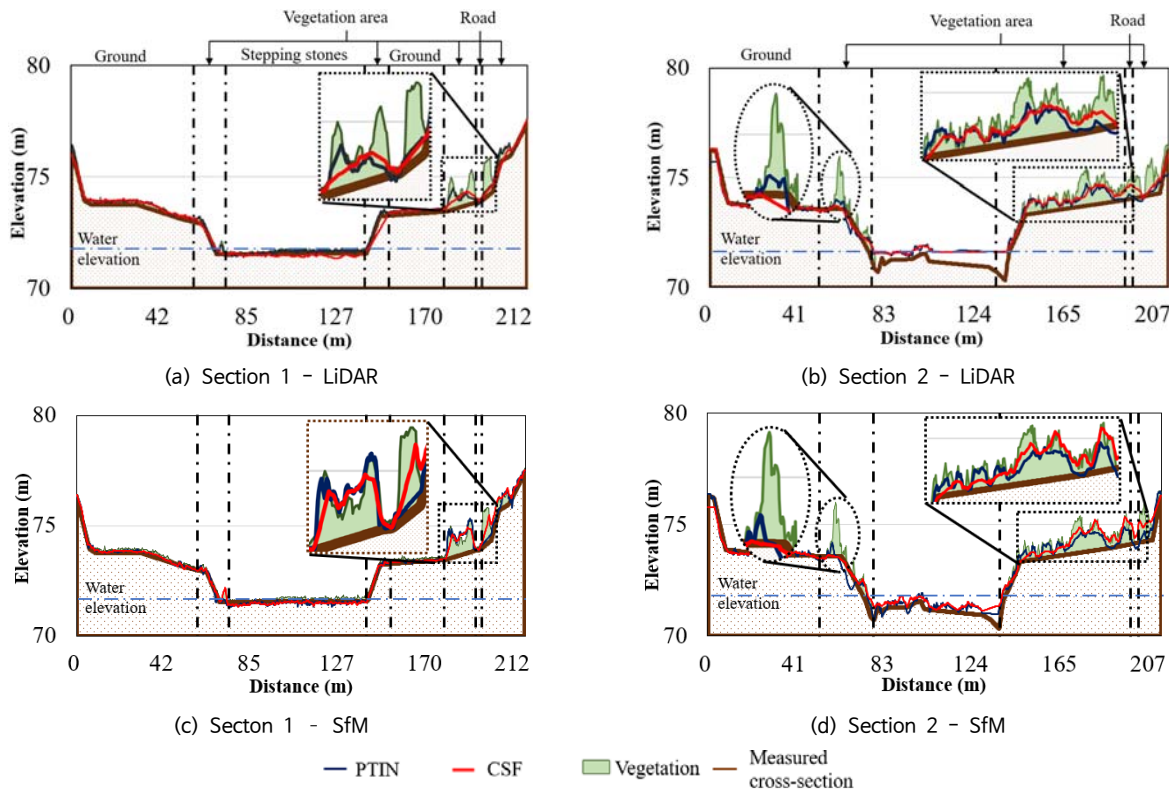 Vegetation area
Road
Ground
Stepping stones
Ground
80
75
70
Elevation (m)
Water
elevation
0
42
85
127
170
212
Distance (m)
(a) Section 1 - LiDAR
Vegetation area
Road
Ground
80
75
70
Elevation (m)
Water
elevation
0
41
83
124
165
207
Distance (m)
(b) Section 2 - LiDAR
80
75
70
Elevation (m)
Water
elevation
0
42
85
127
170
212
Distance (m)
(c) Secton 1 - SfM
80
75
70
Elevation (m)
Water
elevation
0
41
83
124
165
207
Distance (m)
(d) Section 2 - SfM
PTIN
CSF
Vegetation
Measured
cross-section